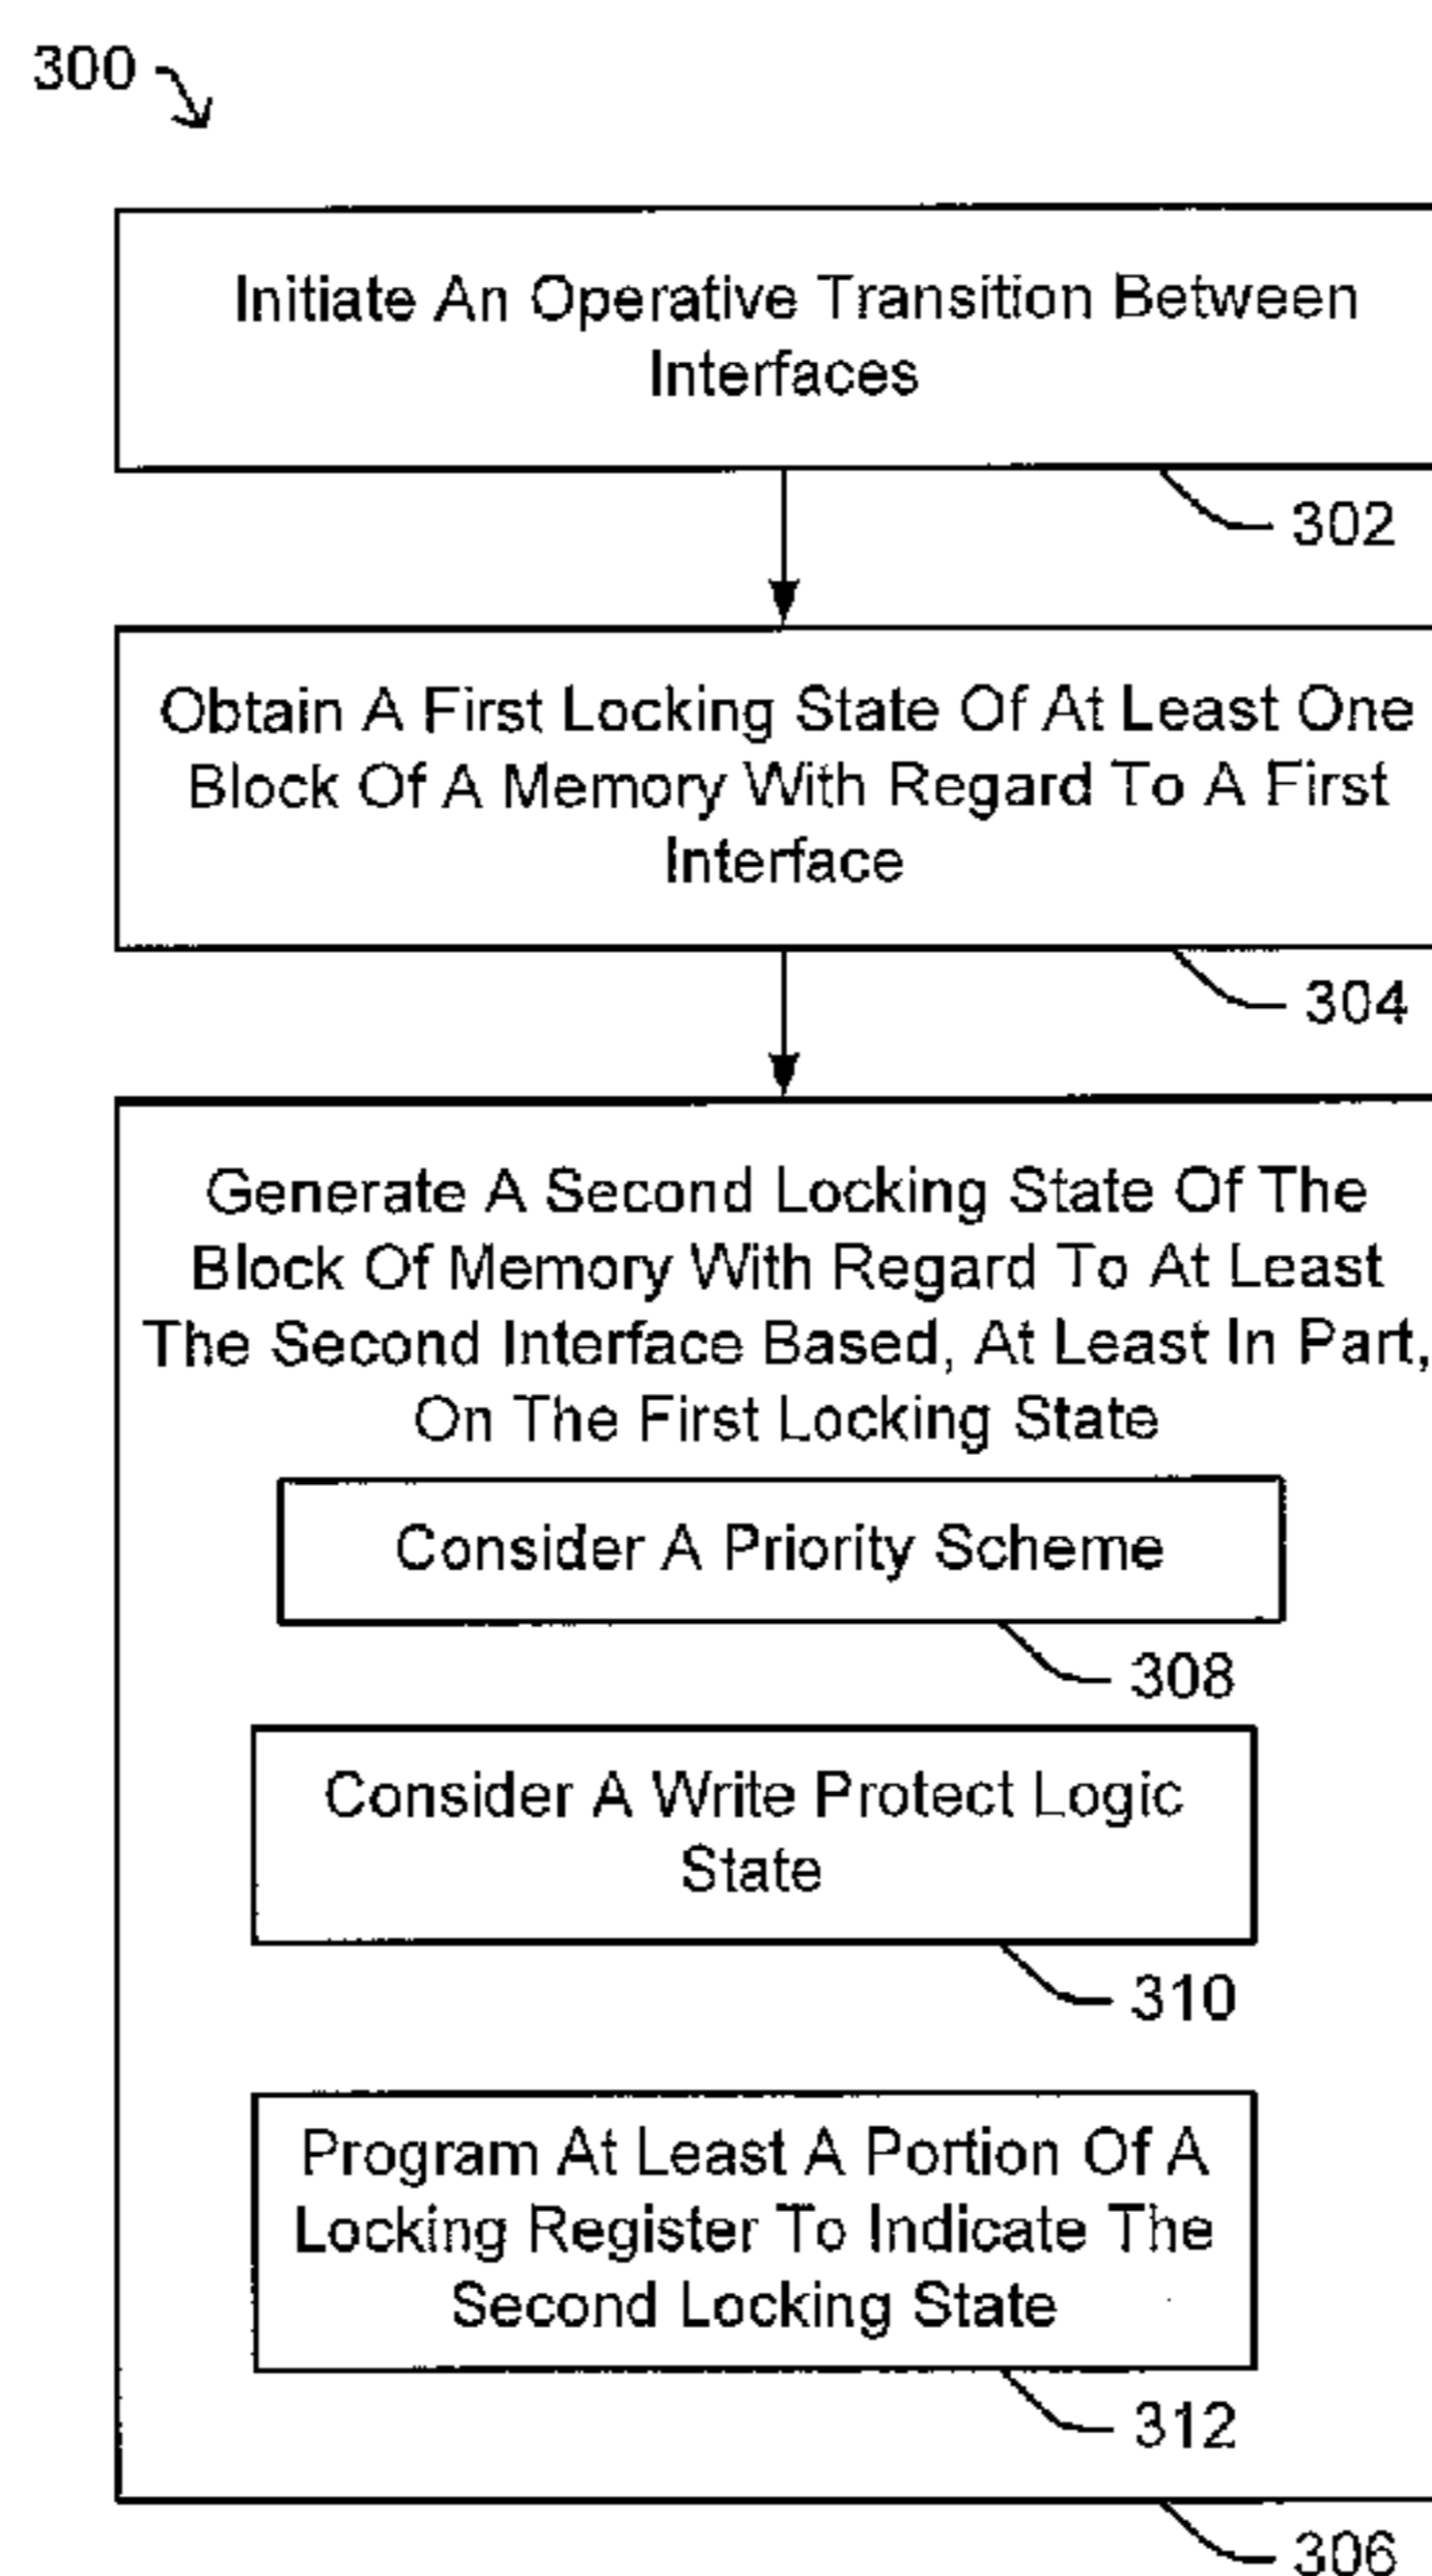 300
Initiate An Operative Transition Between
Interfaces
302
Obtain A First Locking State Of At Least One
Block Of A Memory With Regard To A First
Interface
304
Generate A Second Locking State Of The
Block Of Memory With Regard To At Least
The Second Interface Based, At Least In Part,
On The First Locking State
Consider A Priority Scheme
308
Consider A Write Protect Logic
State
310
Program At Least A Portion Of A
Locking Register To Indicate The
Second Locking State
312
306